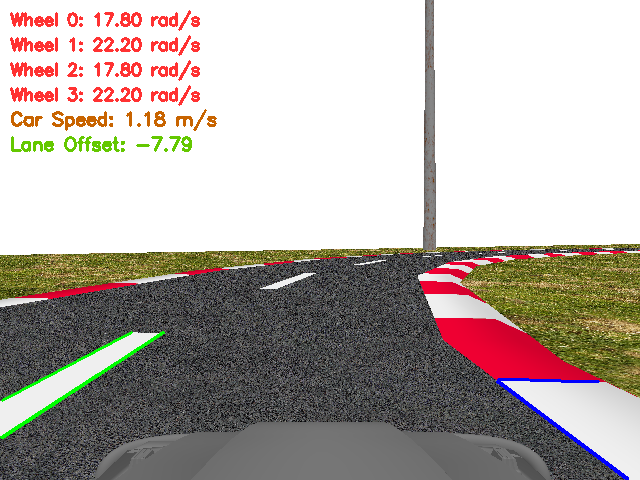 Wheel 0: 17.80 rad/s
Wheel 1: 22.20 rad/s
Wheel 2: 17.80 rad/s
Wheel 3: 22.20 rad/s
Car Speed: 1.18 m/s
Lane Offset: -7.79